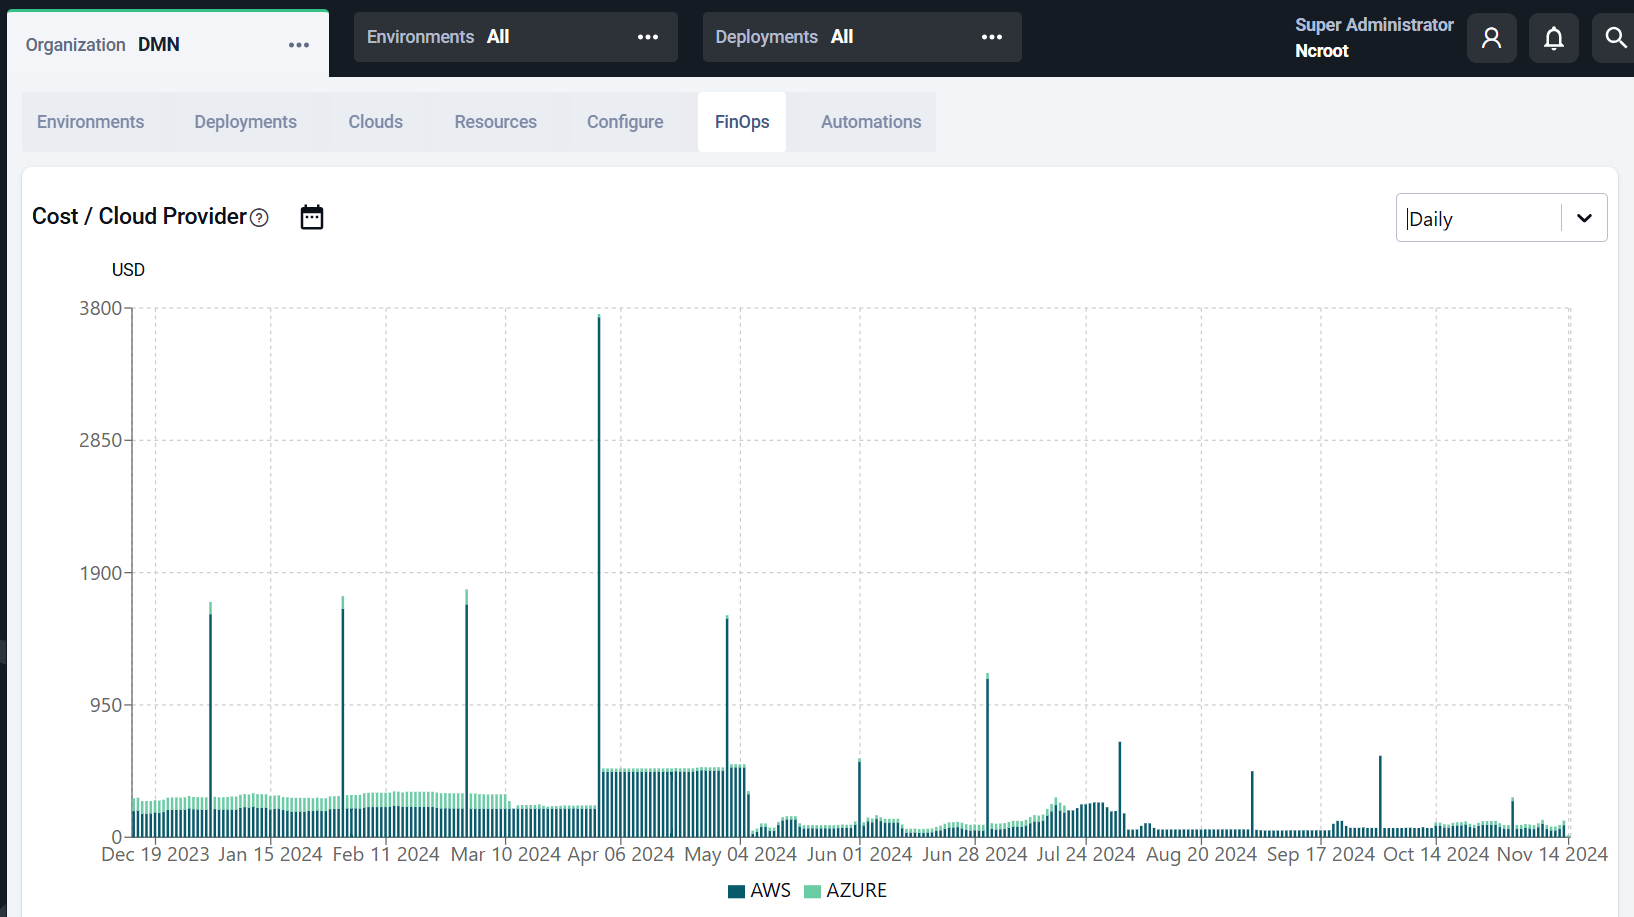 Organization DMN
Environments All
Deployments All
Super Administrator
Ncroot
Environments
Deployments
Clouds
Resources
Configure
FinOps
Automations
Cost / Cloud Provider ?
Daily
USD
3800
2850
1900
950
0
Dec 19 2023 Jan 15 2024 Feb 11 2024 Mar 10 2024 Apr 06 2024 May 04 2024 Jun 01 2024 Jun 28 2024 Jul 24 2024 Aug 20 2024 Sep 17 2024 Oct 14 2024 Nov 14 2024
AWS AZURE